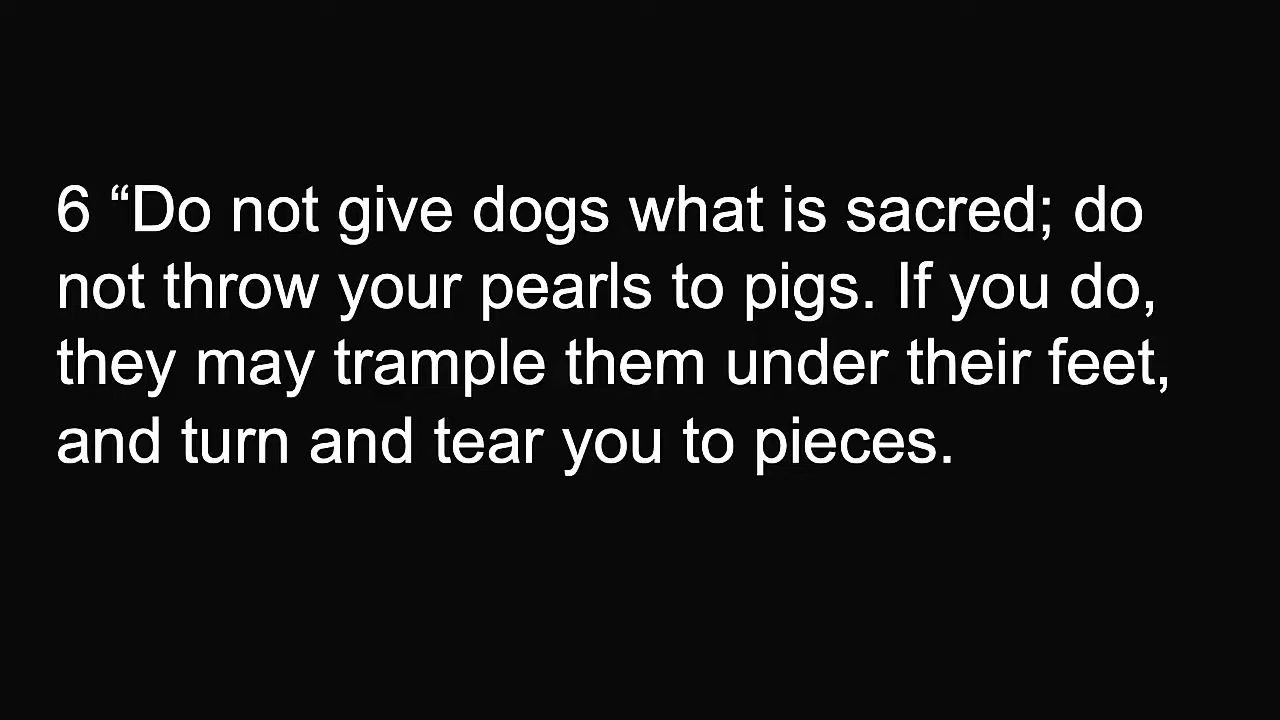 6 “Do not give dogs what is sacred; do
not throw your pearls to pigs. If you do,
they may trample them under their feet,
and turn and tear you to pieces.